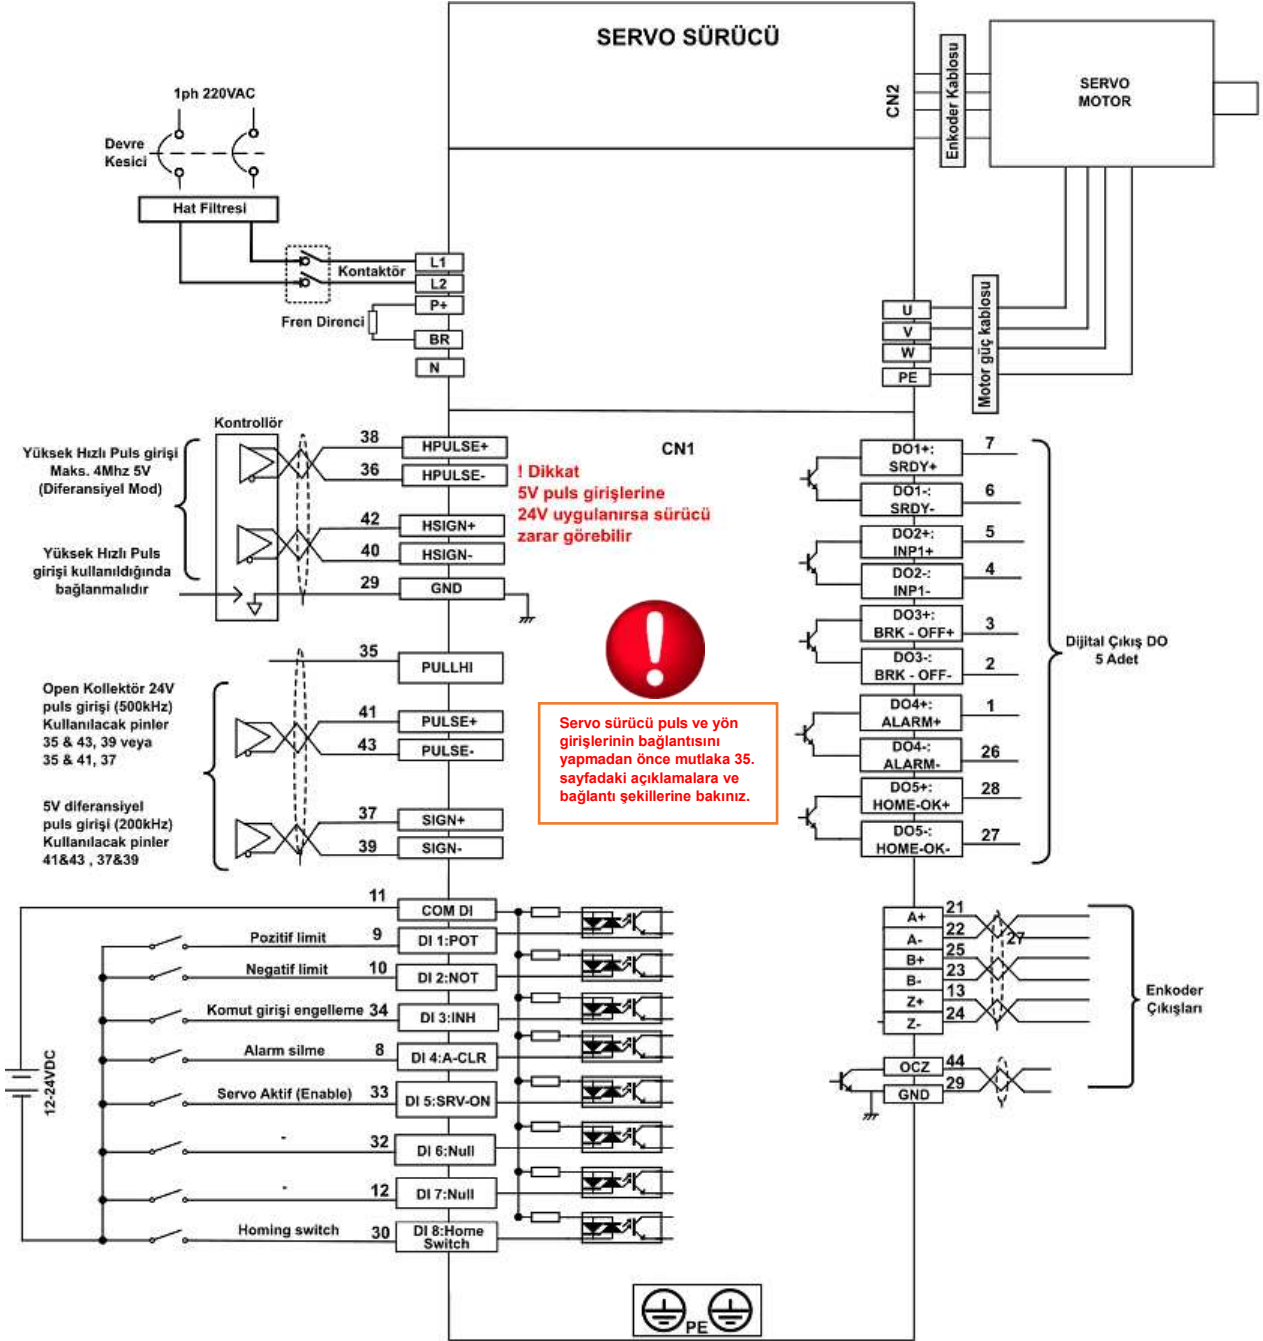 SERVO SÜRÜCÜ
CN2
Enkoder Kablosu
SERVO
MOTOR
1ph 220VAC
Devre
Kesici
Hat Filtresi
Kontaktör
L1
L2
P+
Fren Direnci
BR
N
U
V
W
PE
Motor güç kablosu
CN1
Kontrollör
Yüksek Hızlı Puls girişi
Maks. 4Mhz 5V
(Diferansiyel Mod)
Yüksek Hızlı Puls
girişi kullanıldığında
bağlanmalıdır
38 HPULSE+
36 HPULSE-
42 HSIGN+
40 HSIGN-
29 GND
! Dikkat
5V puls girişlerine
24V uygulanırsa sürücü
zarar görebilir
35 PULLHI
41 PULSE+
43 PULSE-
37 SIGN+
39 SIGN-
Open Kollektör 24V
puls girişi (500kHz)
Kullanılacak pinler
35 & 43, 39 veya
35 & 41, 37
5V diferansiyel
puls girişi (200kHz)
Kullanılacak pinler
41&43 , 37&39
Servo sürücü puls ve yön
girişlerinin bağlantısını
yapmadan önce mutlaka 35.
sayfadaki açıklamalara ve
bağlantı şekillerine bakınız.
DO1+:
SRDY+
7
DO1-:
SRDY-
6
DO2+:
INP1+
5
DO2-:
INP1-
4
DO3+:
BRK - OFF+
3
DO3-:
BRK - OFF-
2
DO4+:
ALARM+
1
DO4-:
ALARM-
26
DO5+:
HOME-OK+
28
DO5-:
HOME-OK-
27
Dijital Çıkış DO
5 Adet
11 COM DI
Pozitif limit 9 DI 1:POT
Negatif limit 10 DI 2:NOT
Komut girişi engelleme 34 DI 3:INH
Alarm silme 8 DI 4:A-CLR
Servo Aktif (Enable) 33 DI 5:SRV-ON
- 32 DI 6:Null
- 12 DI 7:Null
Homing switch 30 DI 8:Home
Switch
12-24VDC
A+ 21
A- 22
27
B+ 25
B- 23
Z+ 13
Z- 24
OCZ 44
GND 29
Enkoder
Çıkışları
PE